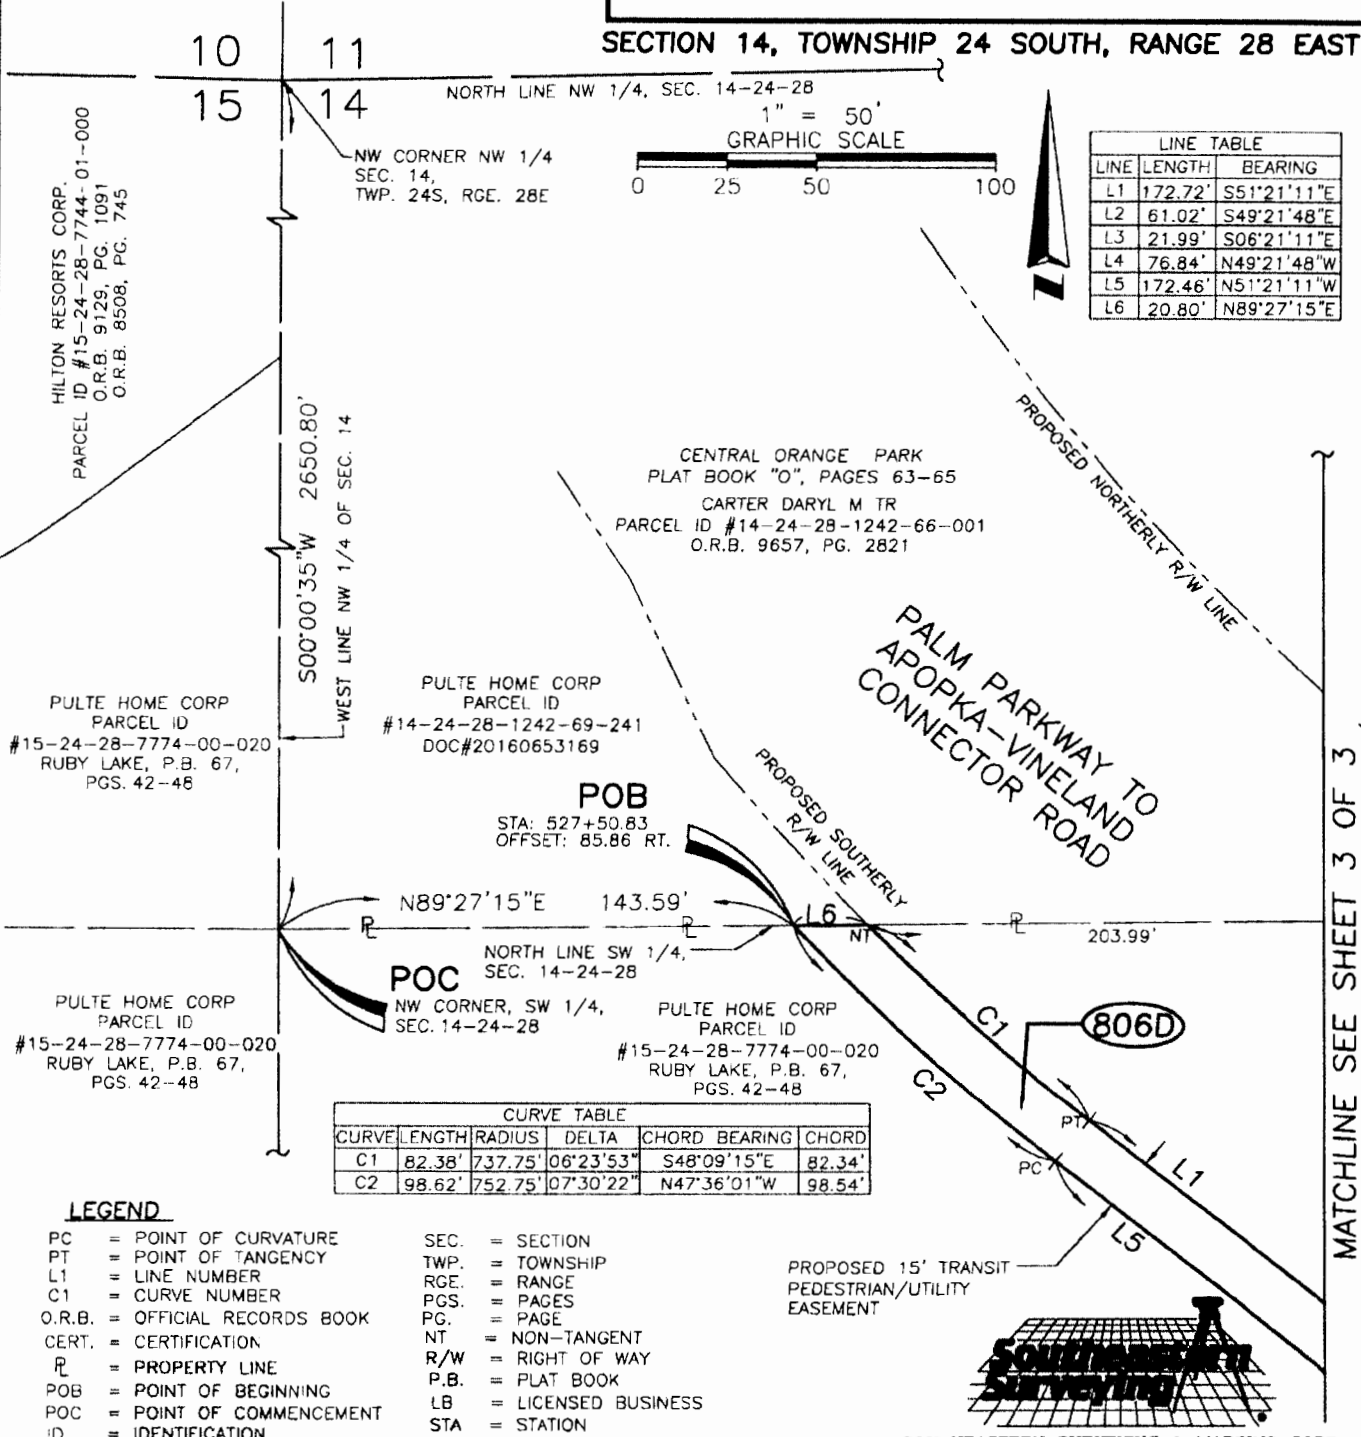 SECTION 14, TOWNSHIP 24 SOUTH, RANGE 28 EAST
10 11
15 14
NORTH LINE NW 1/4, SEC. 14-24-28
NW CORNER NW 1/4
SEC. 14,
TWP. 24S, RGE. 28E
1" = 50'
GRAPHIC SCALE
0 25 50 100
N
LINE TABLE
LINE LENGTH BEARING
L1 172.72' S51°21'11"E
L2 61.02' S49°21'48"E
L3 21.99' S06°21'11"E
L4 76.84' N49°21'48"W
L5 172.46' N51°21'11"W
L6 20.80' N89°27'15"E
HILTON RESORTS CORP.
PARCEL ID #15-24-28-7744-01-000
O.R.B. 9129, PG. 1091
O.R.B. 8508, PG. 745
S00°00'35"W 2650.80'
WEST LINE NW 1/4 OF SEC. 14
CENTRAL ORANGE PARK
PLAT BOOK "O", PAGES 63-65
CARTER DARYL M TR
PARCEL ID #14-24-28-1242-66-001
O.R.B. 9657, PG. 2821
PROPOSED NORTHERLY R/W LINE
PALM PARKWAY TO
APOPKA-VINELAND
CONNECTOR ROAD
PULTE HOME CORP
PARCEL ID
#15-24-28-7774-00-020
RUBY LAKE, P.B. 67,
PGS. 42-48
PULTE HOME CORP
PARCEL ID
#14-24-28-1242-69-241
DOC#20160653169
POB
STA: 527+50.83
OFFSET: 85.86 RT.
PROPOSED SOUTHERLY
R/W LINE
MATCHLINE SEE SHEET 3 OF 3
N89°27'15"E 143.59'
L6
NT
203.99'
NORTH LINE SW 1/4,
SEC. 14-24-28
POC
NW CORNER, SW 1/4,
SEC. 14-24-28
PULTE HOME CORP
PARCEL ID
#15-24-28-7774-00-020
RUBY LAKE, P.B. 67,
PGS. 42-48
PULTE HOME CORP
PARCEL ID
#15-24-28-7774-00-020
RUBY LAKE, P.B. 67,
PGS. 42-48
C1
806D
C2
PT
L1
PC
L5
CURVE TABLE
CURVE LENGTH RADIUS DELTA CHORD BEARING CHORD
C1 82.38' 737.75' 06°23'53" S48°09'15"E 82.34'
C2 98.62' 752.75' 07°30'22" N47°36'01"W 98.54'
PROPOSED 15' TRANSIT
PEDESTRIAN/UTILITY
EASEMENT
LEGEND
PC = POINT OF CURVATURE
PT = POINT OF TANGENCY
L1 = LINE NUMBER
C1 = CURVE NUMBER
O.R.B. = OFFICIAL RECORDS BOOK
CERT. = CERTIFICATION
PL = PROPERTY LINE
POB = POINT OF BEGINNING
POC = POINT OF COMMENCEMENT
ID = IDENTIFICATION
SEC. = SECTION
TWP. = TOWNSHIP
RGE. = RANGE
PGS. = PAGES
PG. = PAGE
NT = NON-TANGENT
R/W = RIGHT OF WAY
P.B. = PLAT BOOK
LB = LICENSED BUSINESS
STA = STATION
Southeastern
Surveying